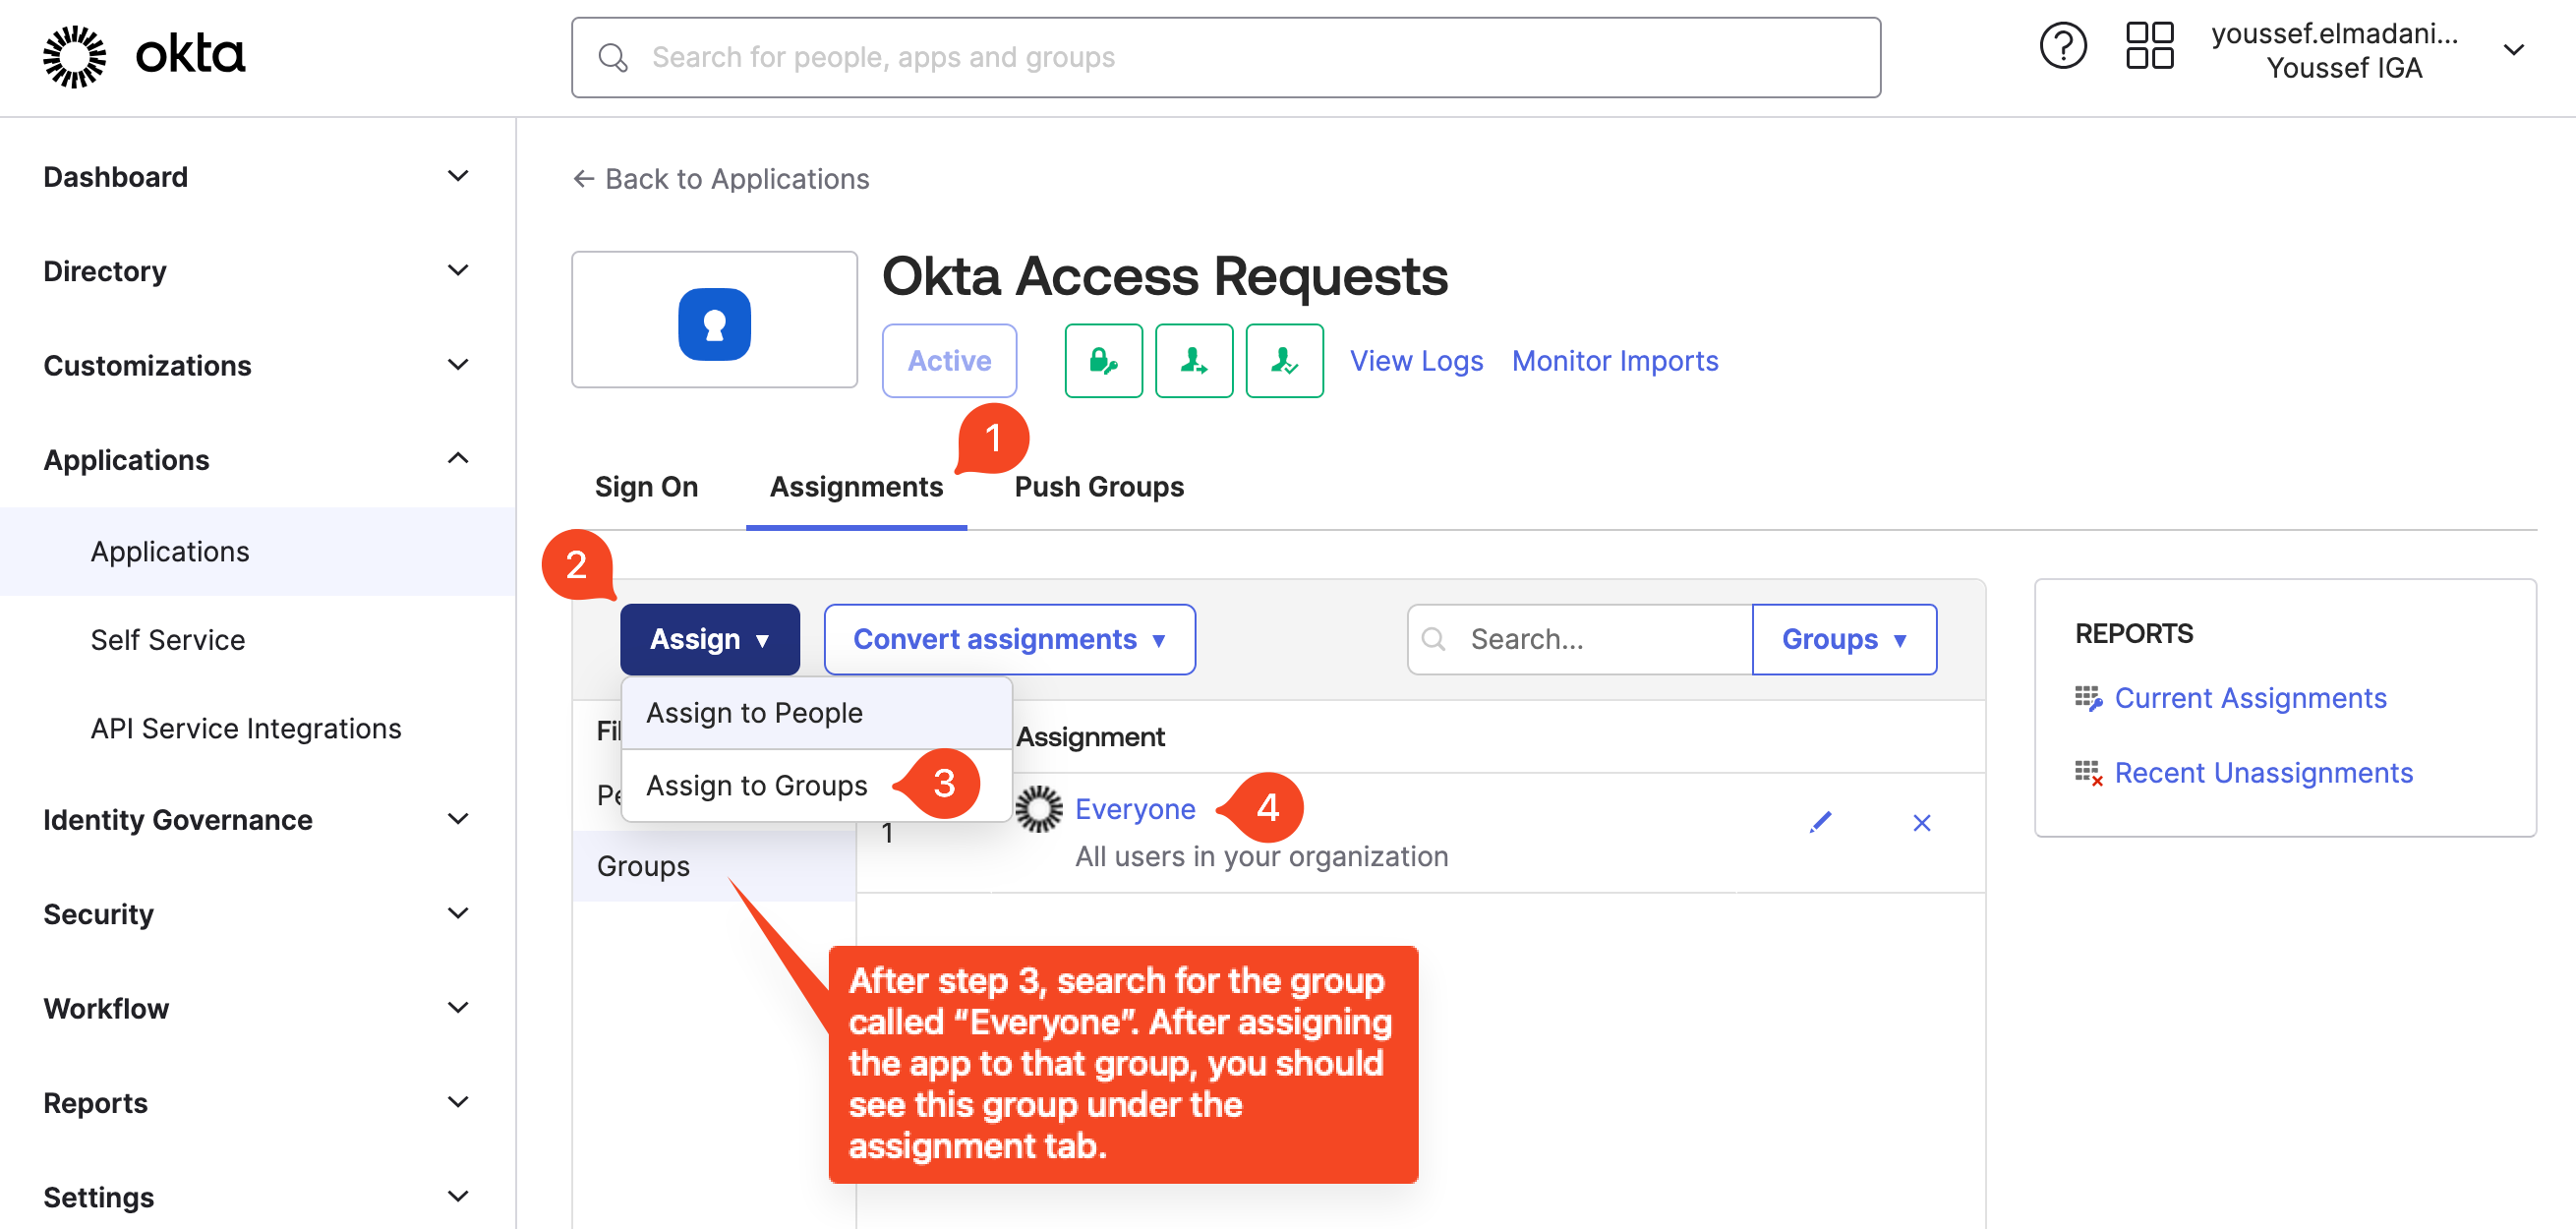 okta
Search for people, apps and groups
youssef.elmadani...
Youssef IGA
Dashboard
Directory
Customizations
Applications
Applications
Self Service
API Service Integrations
Identity Governance
Security
Workflow
Reports
Settings
← Back to Applications
Okta Access Requests
Active
View Logs
Monitor Imports
1
Sign On
Assignments
Push Groups
2
Assign ▼
Convert assignments ▼
Search...
Groups ▼
Assign to People
Assign to Groups
3
Fil
Pe
Groups
Assignment
1
Everyone
4
All users in your organization
After step 3, search for the group
called “Everyone”. After assigning
the app to that group, you should
see this group under the
assignment tab.
REPORTS
Current Assignments
Recent Unassignments